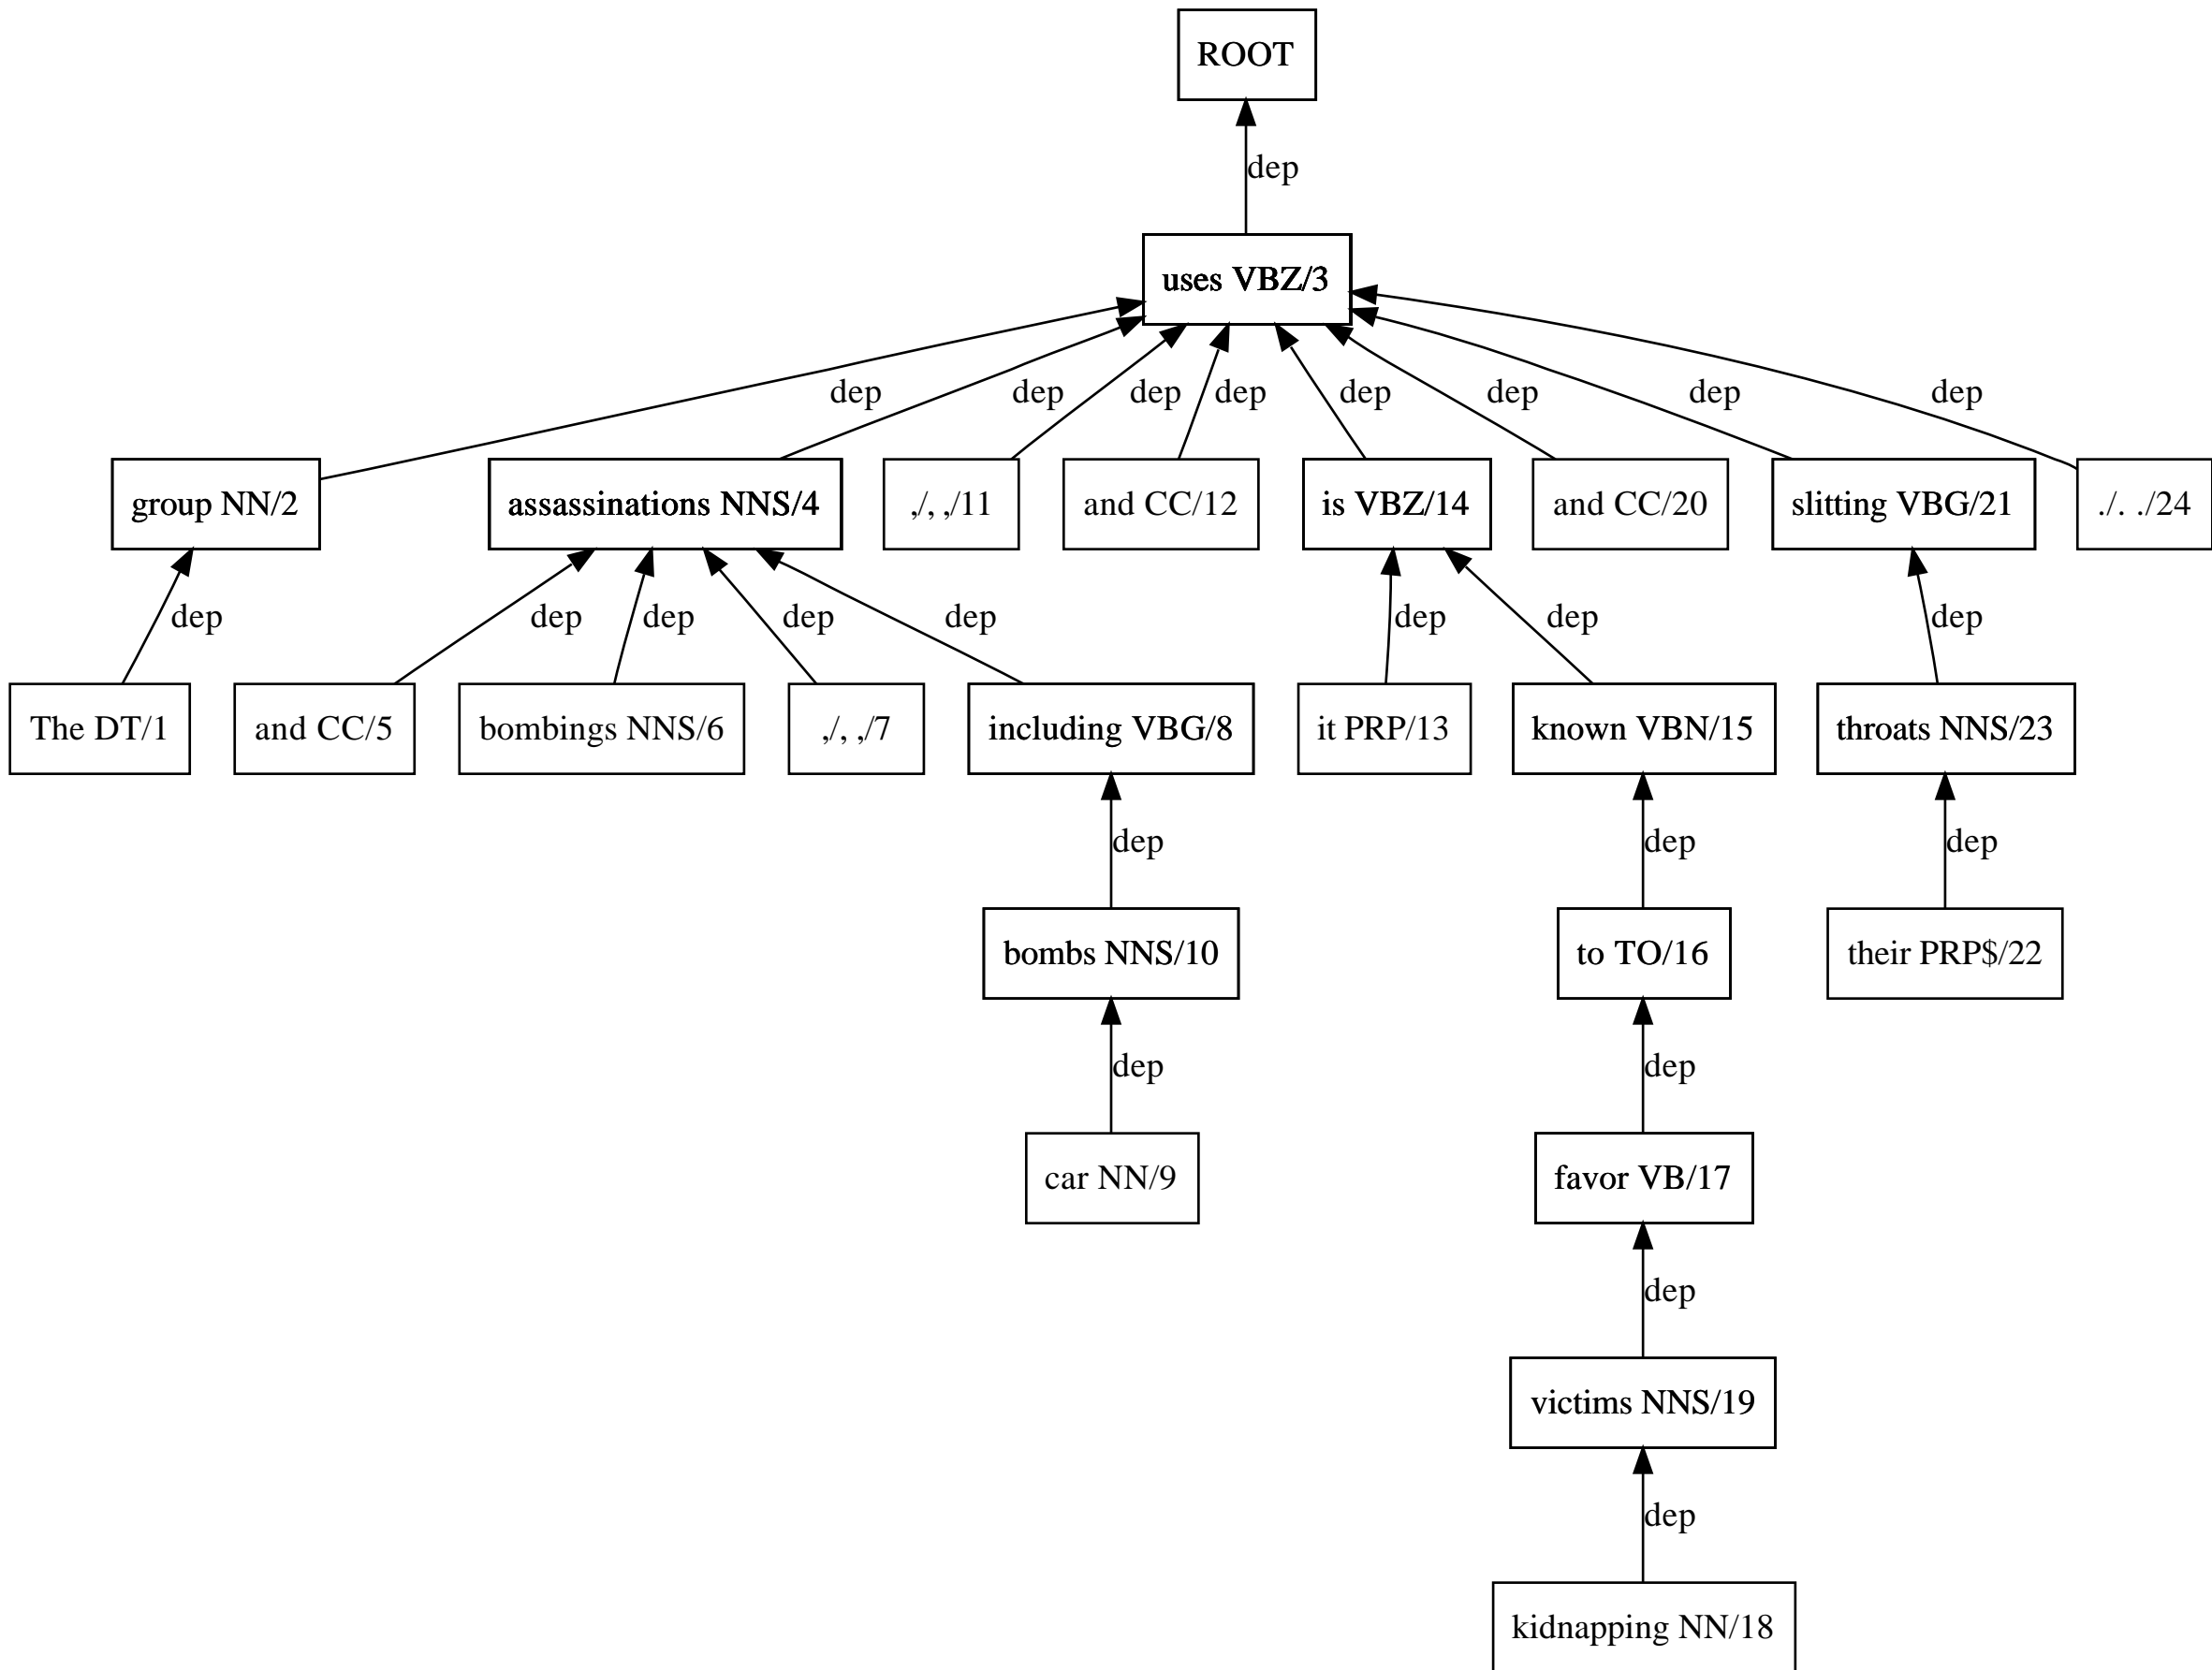 ROOT
dep
uses VBZ/3
dep dep dep dep dep dep dep dep
group NN/2 assassinations NNS/4 ,/, ,/11 and CC/12 is VBZ/14 and CC/20 slitting VBG/21 ./. ./24
dep dep dep dep dep dep dep dep
The DT/1 and CC/5 bombings NNS/6 ,/, ,/7 including VBG/8 it PRP/13 known VBN/15 throats NNS/23
dep dep dep
bombs NNS/10 to TO/16 their PRP$/22
dep dep
car NN/9 favor VB/17
dep
victims NNS/19
dep
kidnapping NN/18